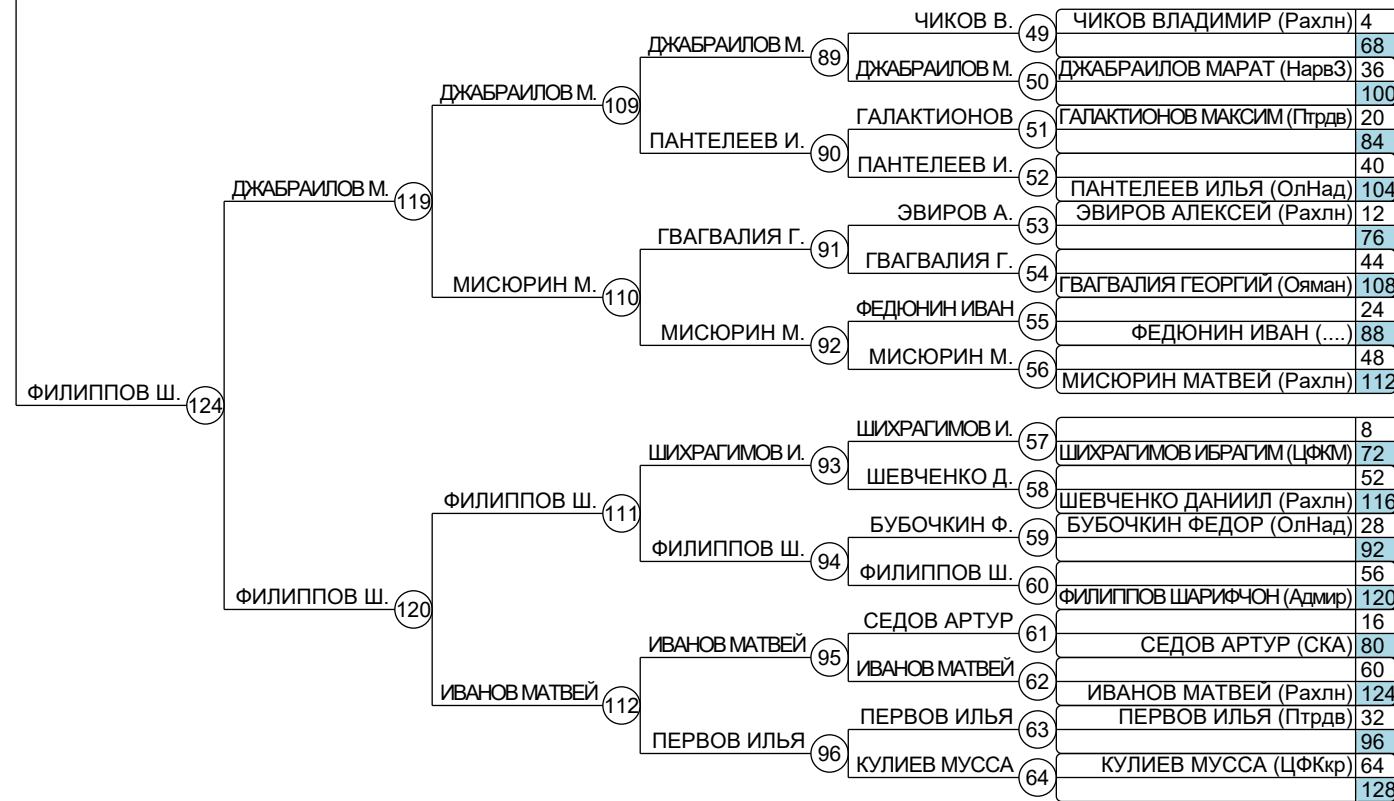 ЧИКОВ В. 49 ЧИКОВ ВЛАДИМИР (Рахлн) 4
ДЖАБРАИЛОВ М. 89 68
ДЖАБРАИЛОВ М. 50 ДЖАБРАИЛОВ МАРАТ (Нарв3) 36
ДЖАБРАИЛОВ М. 109 100
ГАЛАКТИОНОВ 51 ГАЛАКТИОНОВ МАКСИМ (Птрдв) 20
ПАНТЕЛЕЕВ И. 90 84
ПАНТЕЛЕЕВ И. 52 40
ДЖАБРАИЛОВ М. 119 ПАНТЕЛЕЕВ ИЛЬЯ (ОлНад) 104
ЭВИРОВ А. 53 ЭВИРОВ АЛЕКСЕЙ (Рахлн) 12
ГВАГВАЛИЯ Г. 91 76
ГВАГВАЛИЯ Г. 54 44
МИСЮРИН М. 110 ГВАГВАЛИЯ ГЕОРГИЙ (Ояман) 108
ФЕДЮНИН ИВАН 55 24
МИСЮРИН М. 92 ФЕДЮНИН ИВАН (....) 88
МИСЮРИН М. 56 48
ФИЛИППОВ Ш. 124 МИСЮРИН МАТВЕЙ (Рахлн) 112
ШИХРАГИМОВ И. 57 8
ШИХРАГИМОВ И. 93 ШИХРАГИМОВ ИБРАГИМ (ЦФКМ) 72
ШЕВЧЕНКО Д. 58 52
ФИЛИППОВ Ш. 111 ШЕВЧЕНКО ДАНИИЛ (Рахлн) 116
БУБОЧКИН Ф. 59 БУБОЧКИН ФЕДОР (ОлНад) 28
ФИЛИППОВ Ш. 94 92
ФИЛИППОВ Ш. 60 56
ФИЛИППОВ Ш. 120 ФИЛИППОВ ШАРИФЧОН (Адмир) 120
СЕДОВ АРТУР 61 16
ИВАНОВ МАТВЕЙ 95 СЕДОВ АРТУР (СКА) 80
ИВАНОВ МАТВЕЙ 62 60
ИВАНОВ МАТВЕЙ 112 ИВАНОВ МАТВЕЙ (Рахлн) 124
ПЕРВОВ ИЛЬЯ 63 ПЕРВОВ ИЛЬЯ (Птрдв) 32
ПЕРВОВ ИЛЬЯ 96 96
КУЛИЕВ МУССА 64 КУЛИЕВ МУССА (ЦФКкр) 64
128